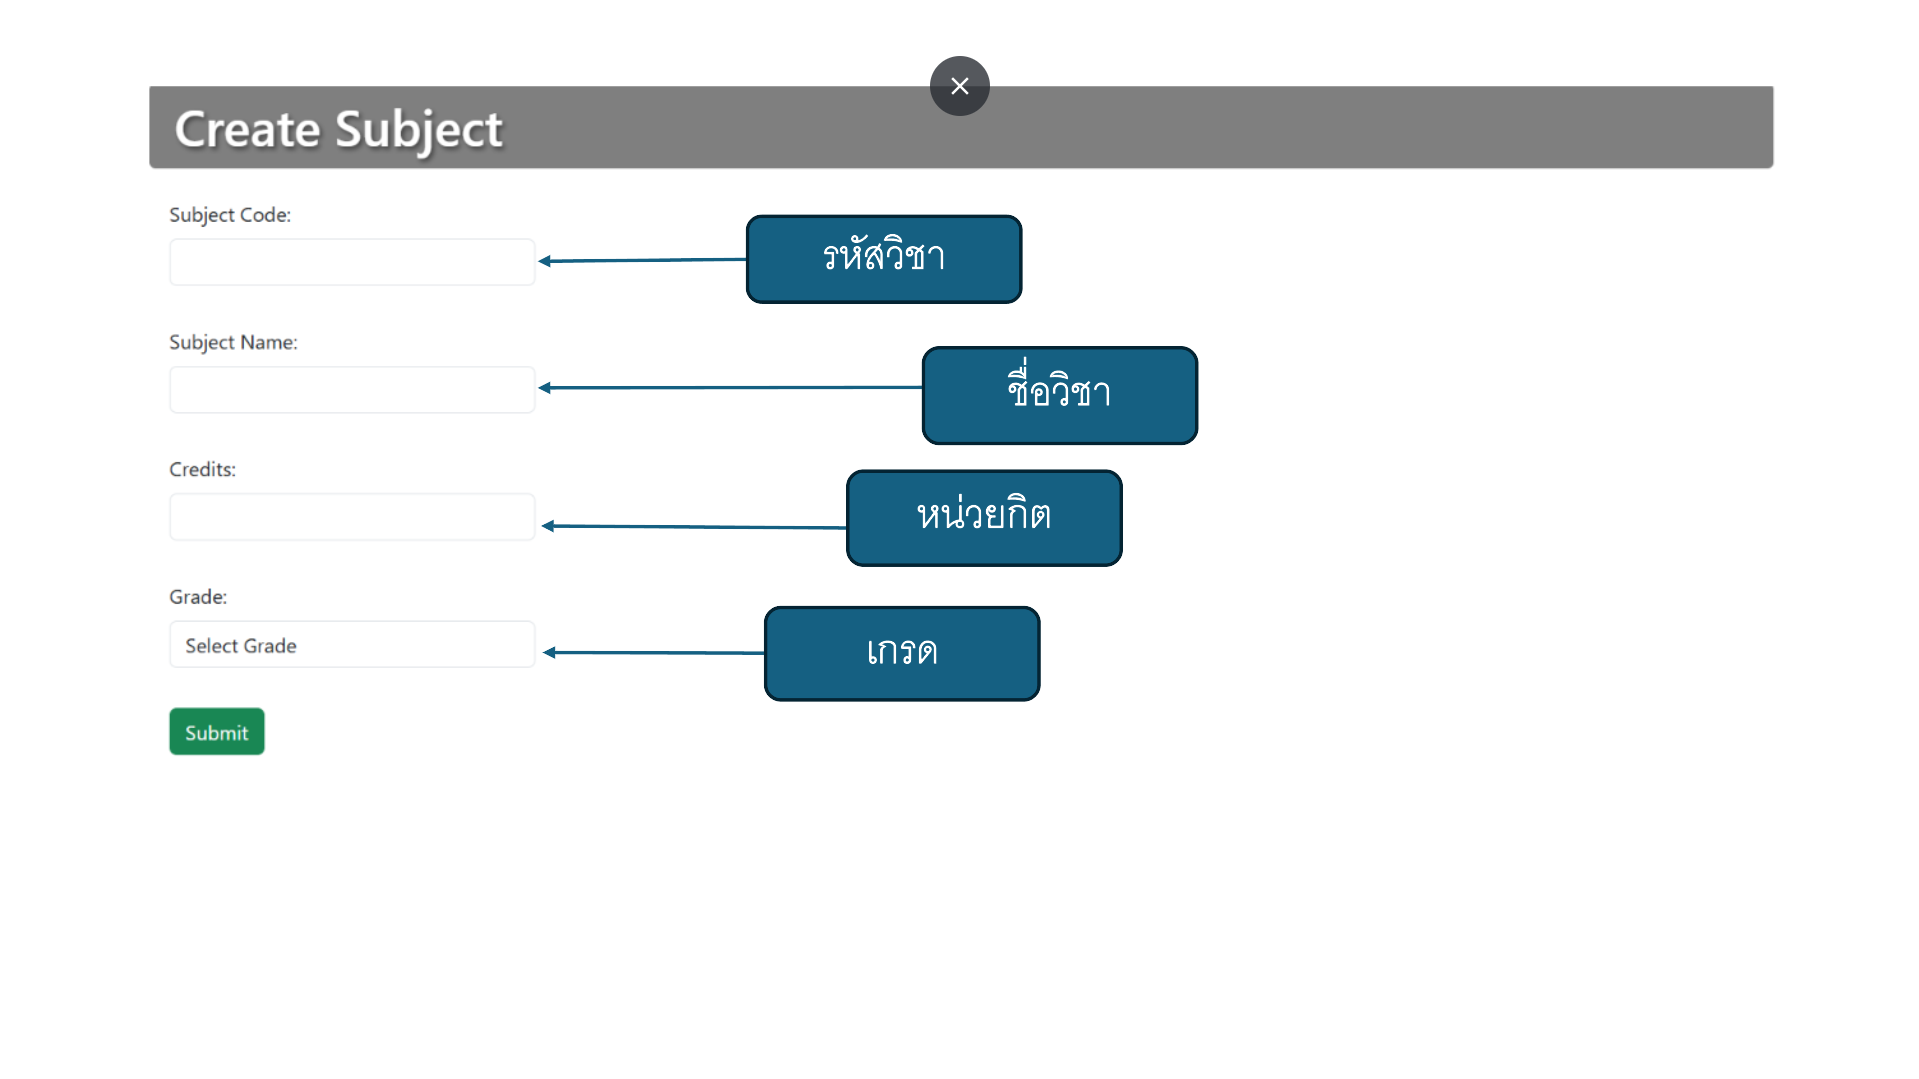 Create Subject
Subject Code:
รหัสวิชา
Subject Name:
ชื่อวิชา
Credits:
หน่วยกิต
Grade:
Select Grade
เกรด
Submit